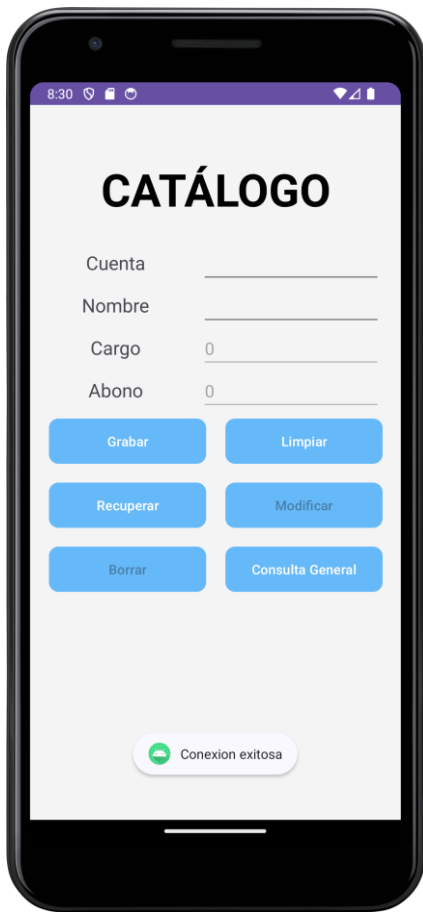 8:30
CATÁLOGO
Cuenta
Nombre
Cargo 0
Abono 0
Grabar Limpiar
Recuperar Modificar
Borrar Consulta General
Conexion exitosa